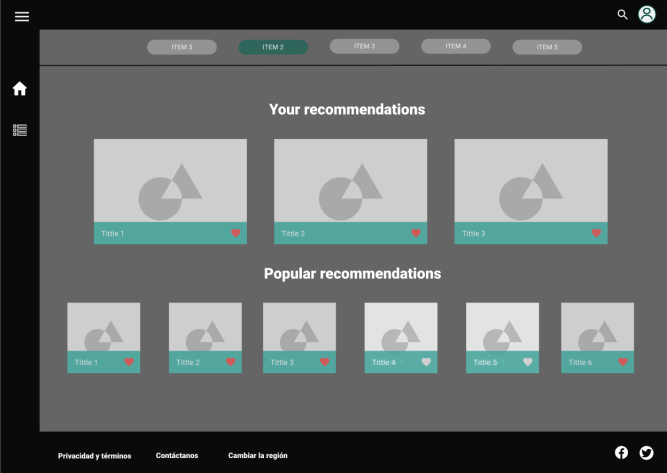 ITEM 3 ITEM 2 ITEM 3 ITEM 4 ITEM 5
Your recommendations
Tittle 1 Tittle 2 Tittle 3
Popular recommendations
Tittle 1 Tittle 2 Tittle 3 Tittle 4 Tittle 5 Tittle 6
Privacidad y términos Contáctanos Cambiar la región